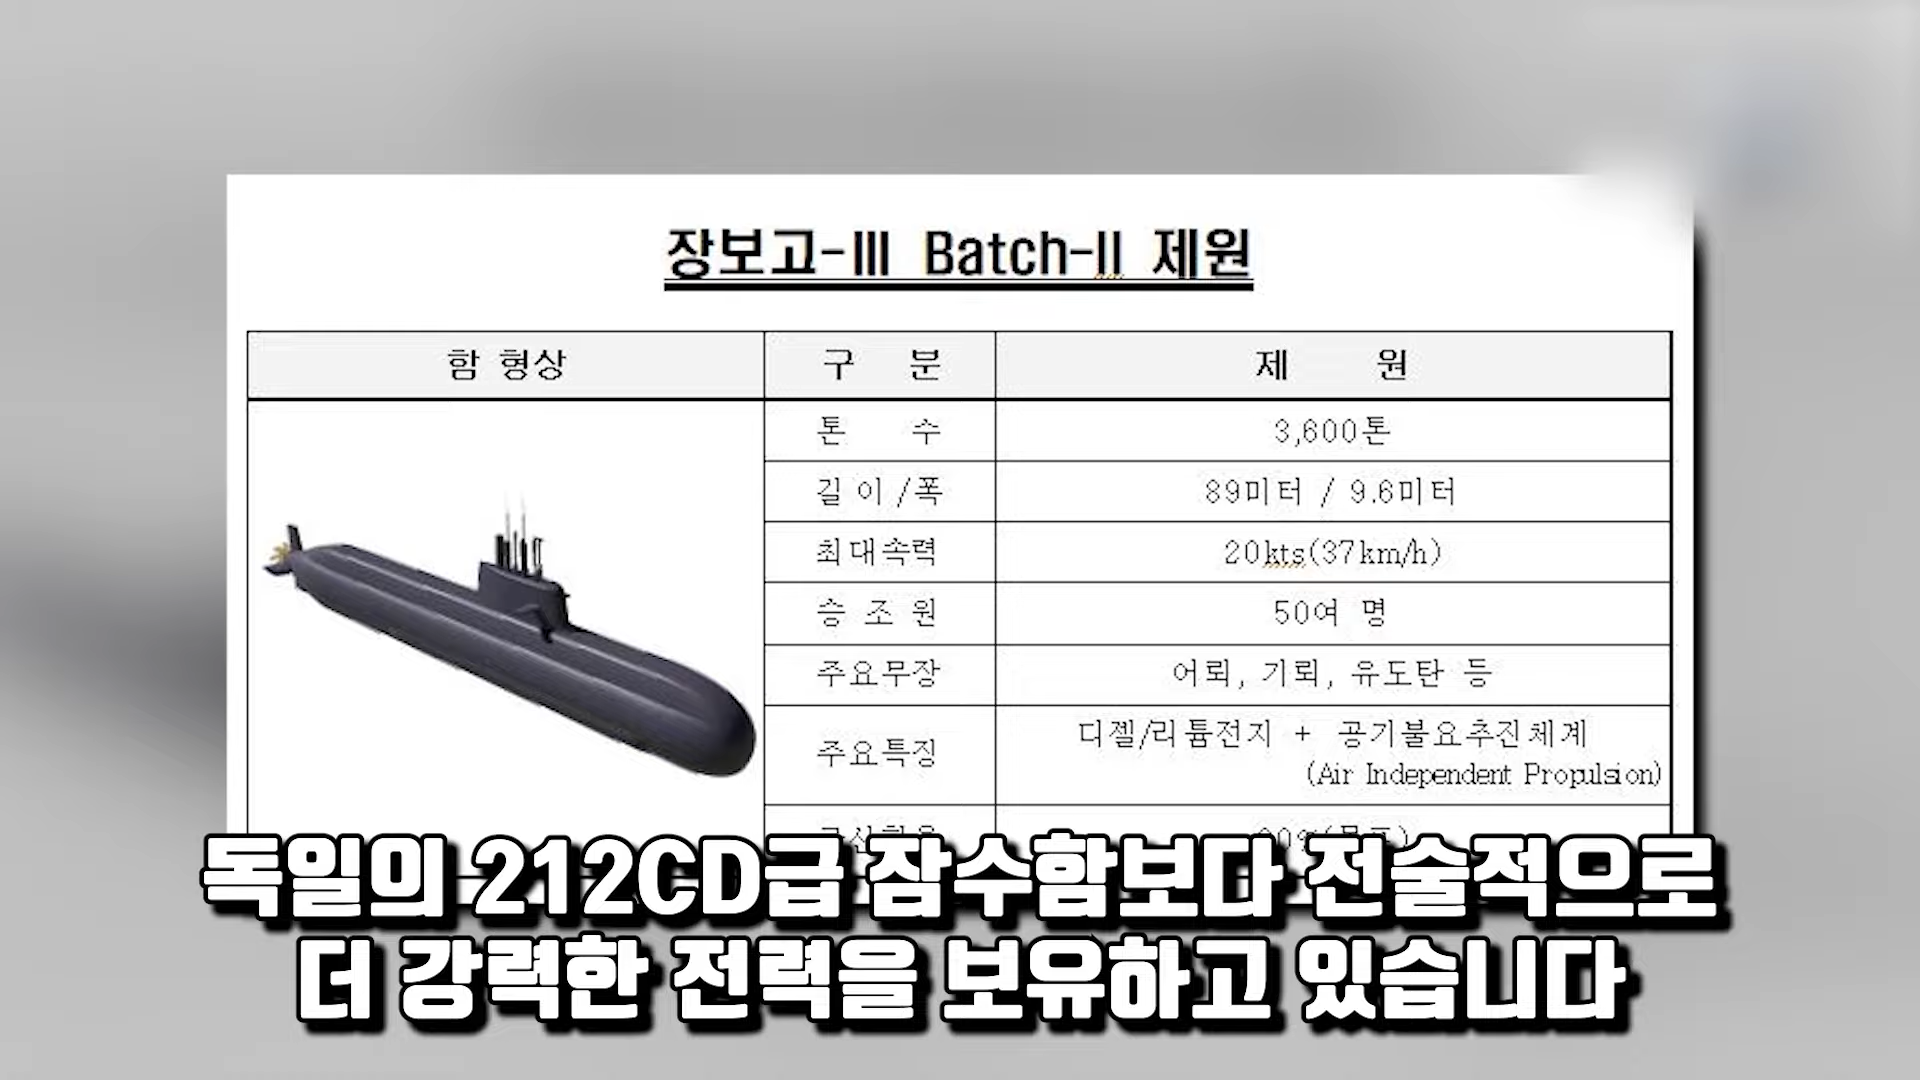 장보고-III Batch-II 제원
함 형상 구 분 제 원
톤 수 3,600톤
길이/폭 89미터 / 9.6미터
최대속력 20kts(37km/h)
승조원 50여 명
주요무장 어뢰, 기뢰, 유도탄 등
주요특징 디젤/리튬전지 + 공기불요추진체계
(Air Independent Propulsion)
독일의 212CD급 잠수함보다 전술적으로
더 강력한 전력을 보유하고 있습니다